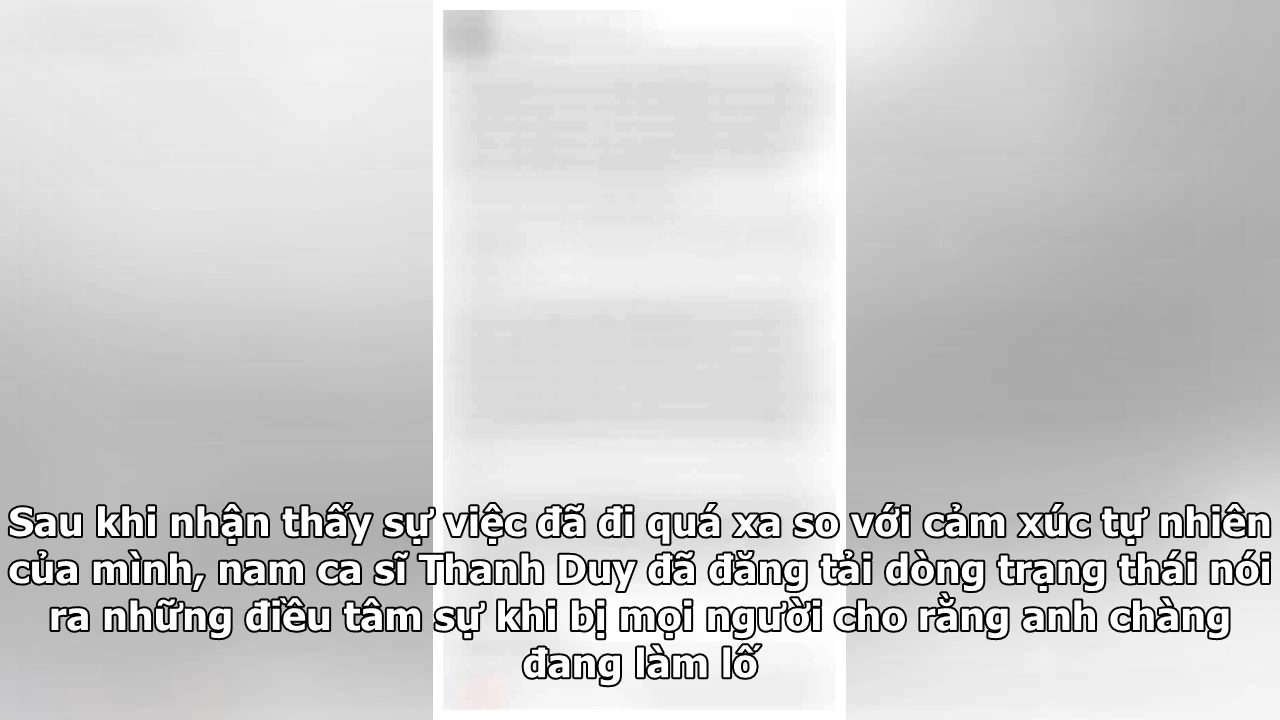 Sau khi nhận thấy sự việc đã đi quá xa so với cảm xúc tự nhiên
của mình, nam ca sĩ Thanh Duy đã đăng tải dòng trạng thái nói
ra những điều tâm sự khi bị mọi người cho rằng anh chàng
đang làm lố